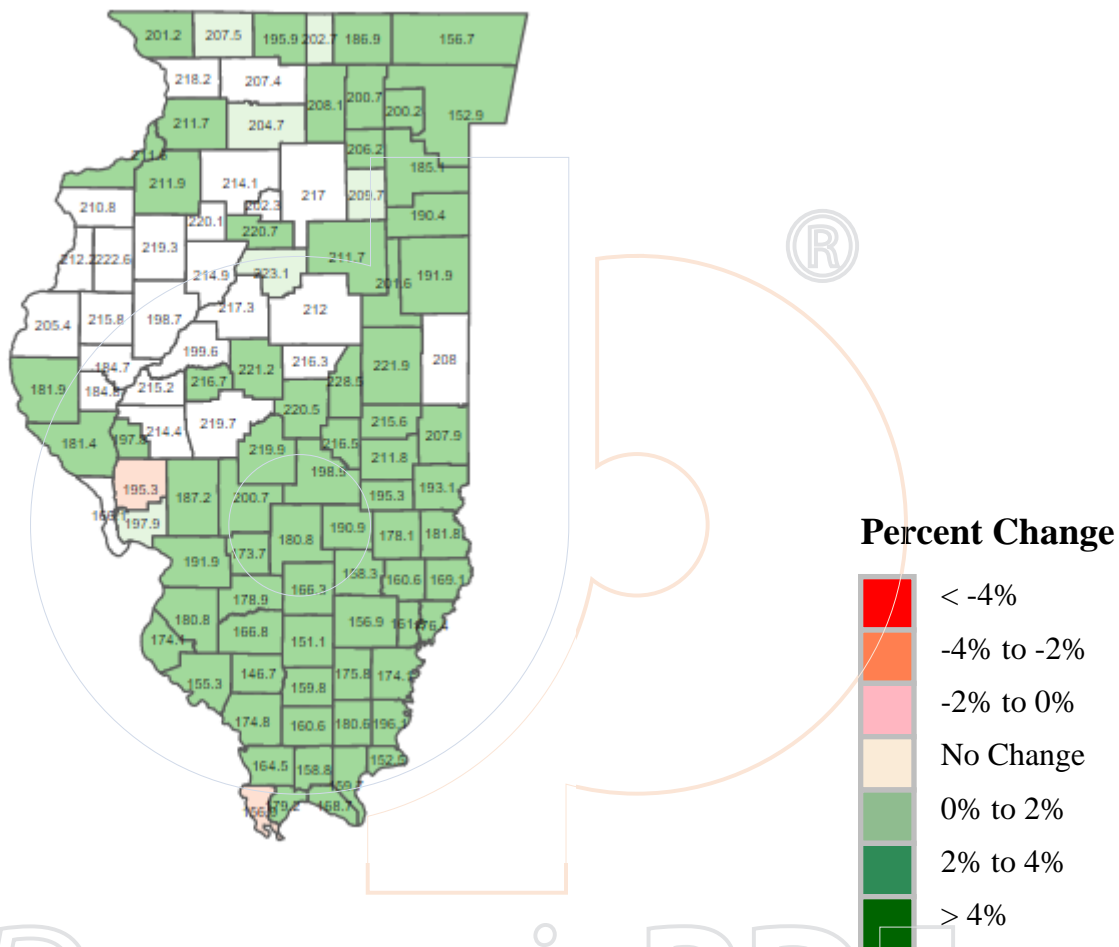 201.2 207.5 195.9 202.7 186.9 156.7
218.2 207.4
208.1 200.7 200.2 152.9
211.7 204.7
206.2
185.1
211.9 214.1 217 209.7
210.8 202.3
220.1 220.7 190.4
212.2 222.6 219.3 211.7
214.9 223.1 201.6 191.9
205.4 215.8 198.7 217.3 212
199.6
184.7 221.2 216.3 221.9 208
181.9 215.2 216.7 228.5
220.5
181.4 214.4 219.7 215.6 207.9
219.9 216.5 211.8
195.3 187.2 200.7 198.5 195.3 193.1
197.9 190.9
191.9 173.7 180.8 178.1 181.8
166.3 160.6 169.1
180.8 178.9
166.8 151.1 156.9
155.3 146.7 159.8 175.8
174.8 160.6 180.6 196.1
164.5 158.8
®
Percent Change
< -4%
-4% to -2%
-2% to 0%
No Change
0% to 2%
2% to 4%
> 4%